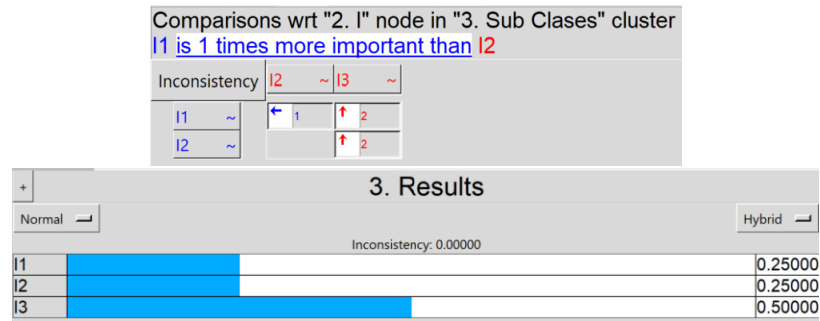 Comparisons wrt "2. I" node in "3. Sub Clases" cluster
I1 is 1 times more important than I2
Inconsistency I2 ~ I3 ~
I1 ~ 1 2
I2 ~ 2
+ 3. Results
Normal Hybrid
Inconsistency: 0.00000
I1 0.25000
I2 0.25000
I3 0.50000